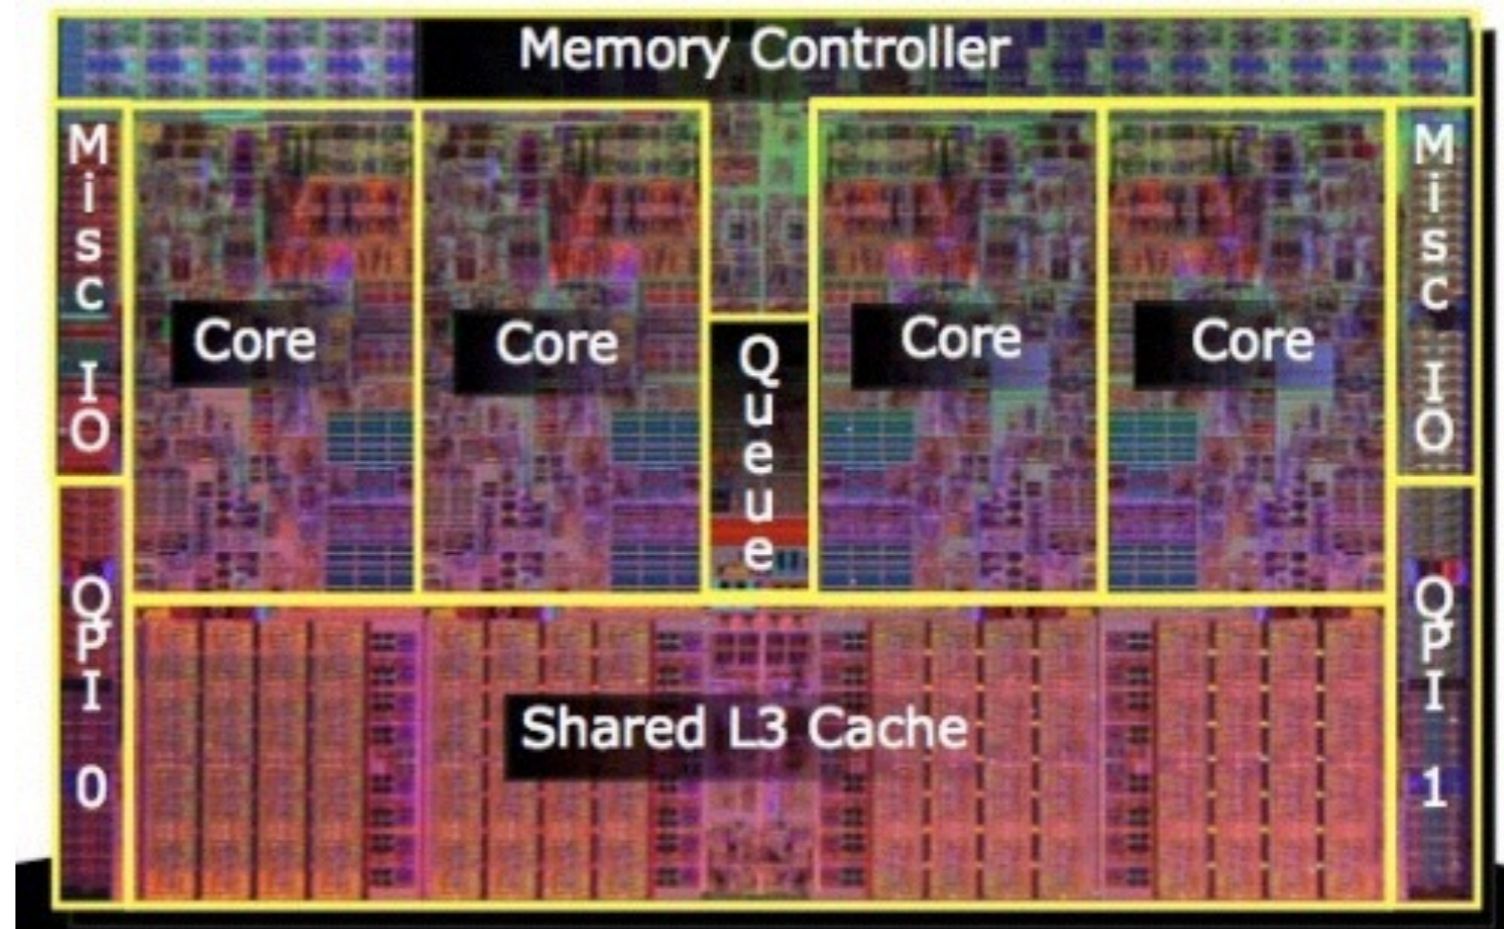 Memory Controller
Misc IO
Core
Core
Queue
Core
Core
Misc IO
QPI 0
Shared L3 Cache
QPI 1